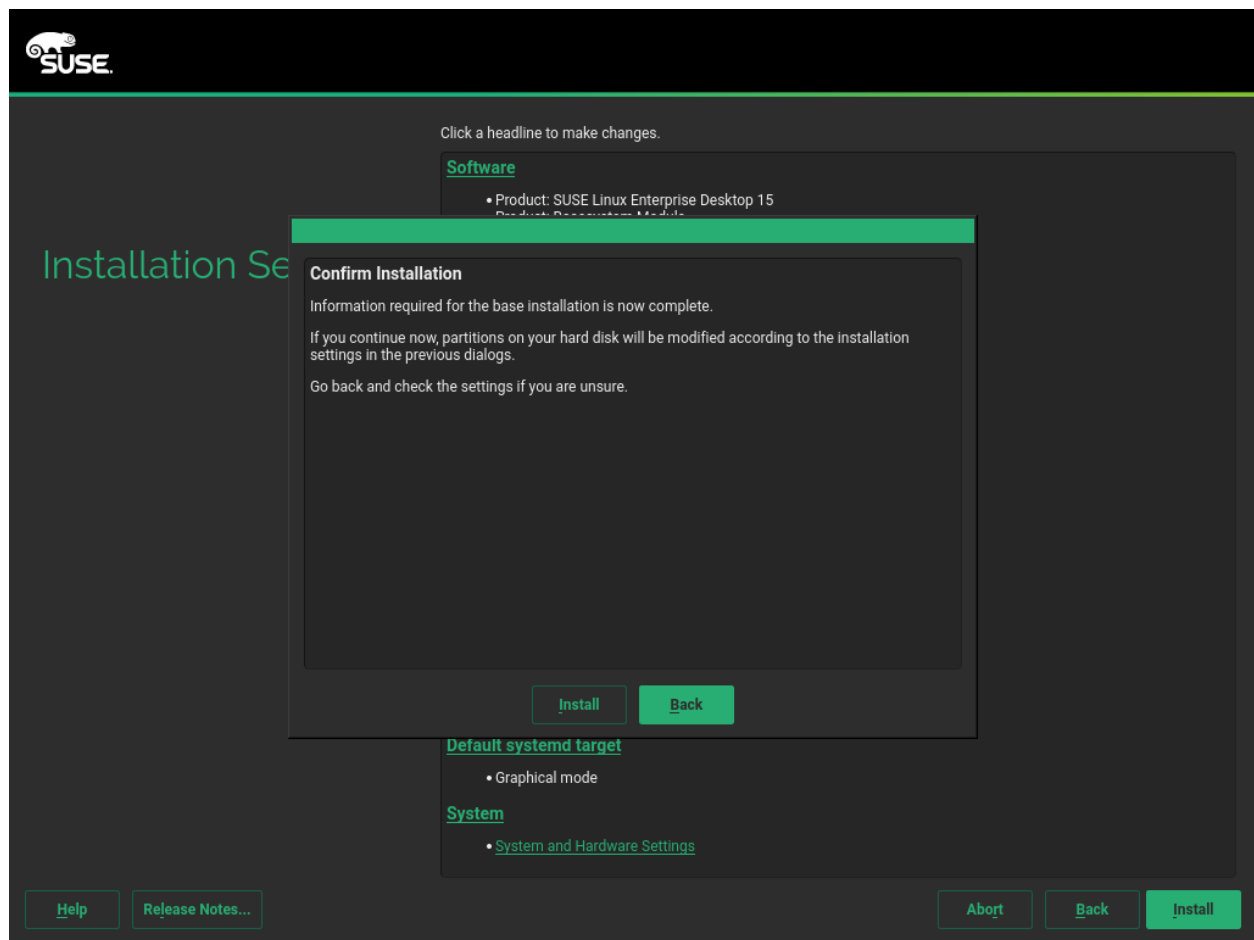 SUSE.
Click a headline to make changes.
Software
• Product: SUSE Linux Enterprise Desktop 15
Installation Se
Confirm Installation
Information required for the base installation is now complete.
If you continue now, partitions on your hard disk will be modified according to the installation
settings in the previous dialogs.
Go back and check the settings if you are unsure.
Install Back
Default systemd target
• Graphical mode
System
• System and Hardware Settings
Help Release Notes... Abort Back Install